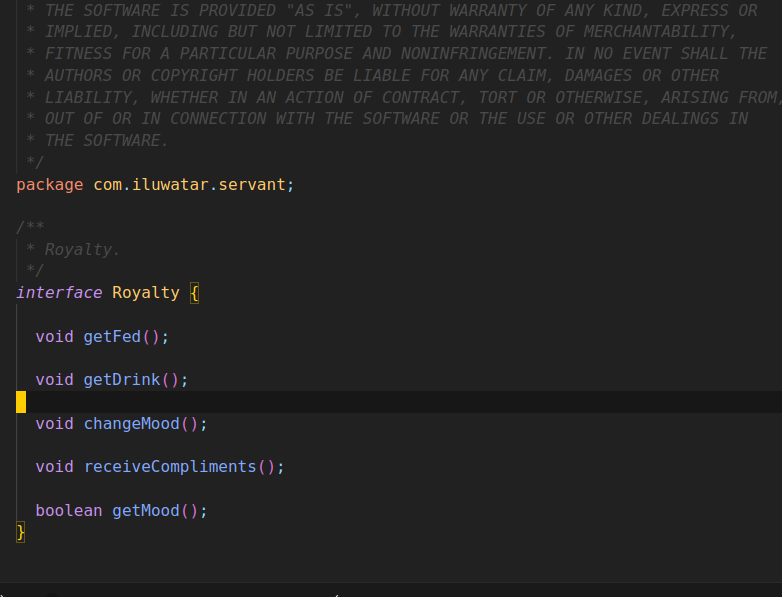 * THE SOFTWARE IS PROVIDED "AS IS", WITHOUT WARRANTY OF ANY KIND, EXPRESS OR
* IMPLIED, INCLUDING BUT NOT LIMITED TO THE WARRANTIES OF MERCHANTABILITY,
* FITNESS FOR A PARTICULAR PURPOSE AND NONINFRINGEMENT. IN NO EVENT SHALL THE
* AUTHORS OR COPYRIGHT HOLDERS BE LIABLE FOR ANY CLAIM, DAMAGES OR OTHER
* LIABILITY, WHETHER IN AN ACTION OF CONTRACT, TORT OR OTHERWISE, ARISING FROM,
* OUT OF OR IN CONNECTION WITH THE SOFTWARE OR THE USE OR OTHER DEALINGS IN
* THE SOFTWARE.
*/
package com.iluwatar.servant;
/**
* Royalty.
*/
interface Royalty {
void getFed();
void getDrink();
void changeMood();
void receiveCompliments();
boolean getMood();
}